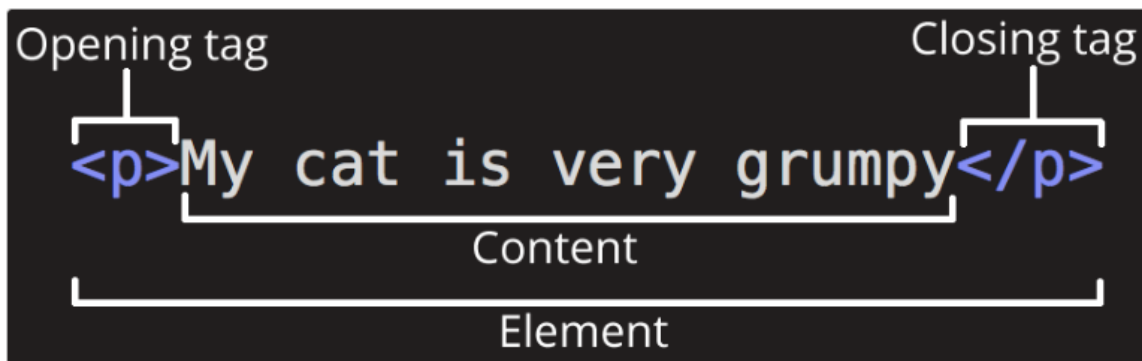 Opening tag
Closing tag
<p>My cat is very grumpy</p>
Content
Element